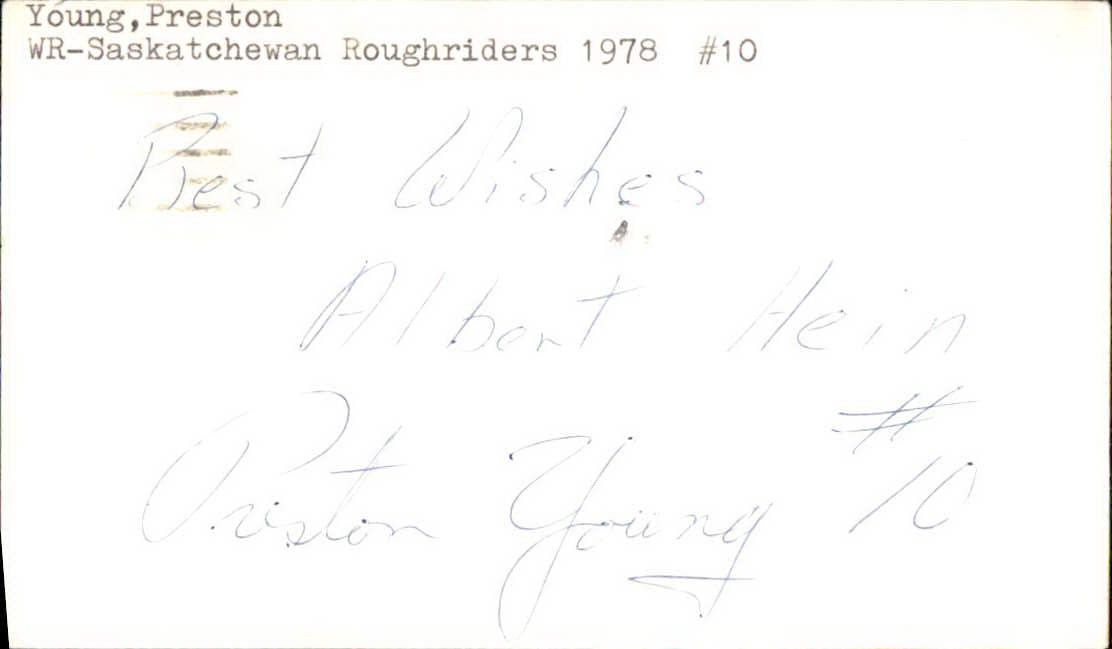 Young,Preston
WR-Saskatchewan Roughriders 1978 #10
Best Wishes
Albert Hein
Preston Young #10